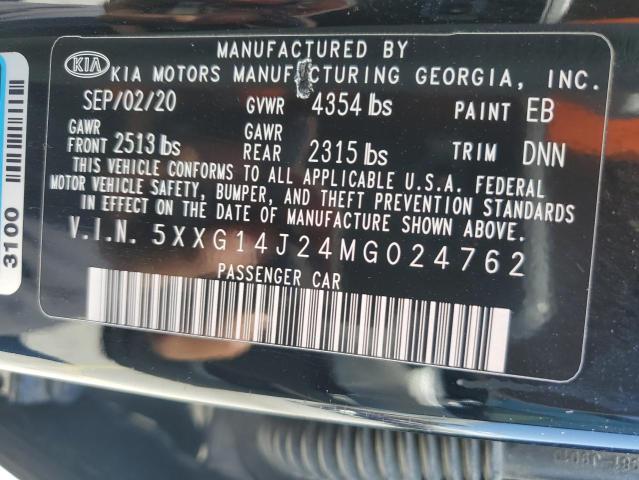 MANUFACTURED BY
KIA KIA MOTORS MANUFACTURING GEORGIA, INC.
SEP/02/20 GVWR 4354 lbs PAINT EB
GAWR GAWR
FRONT 2513 lbs REAR 2315 lbs TRIM DNN
THIS VEHICLE CONFORMS TO ALL APPLICABLE U.S.A. FEDERAL
MOTOR VEHICLE SAFETY, BUMPER, AND THEFT PREVENTION STANDARDS
IN EFFECT ON THE DATE OF MANUFACTURE SHOWN ABOVE.
V.I.N. 5XXG14J24MG024762
PASSENGER CAR
3100